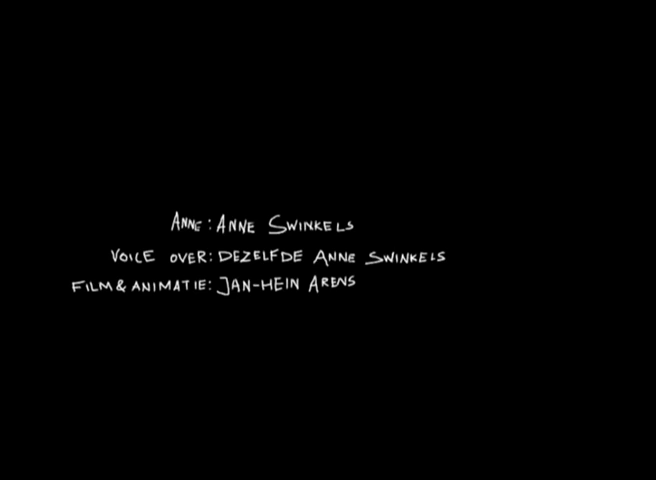 Anne: Anne Swinkels
Voice over: dezelfde Anne Swinkels
Film & animatie: Jan-Hein Arens